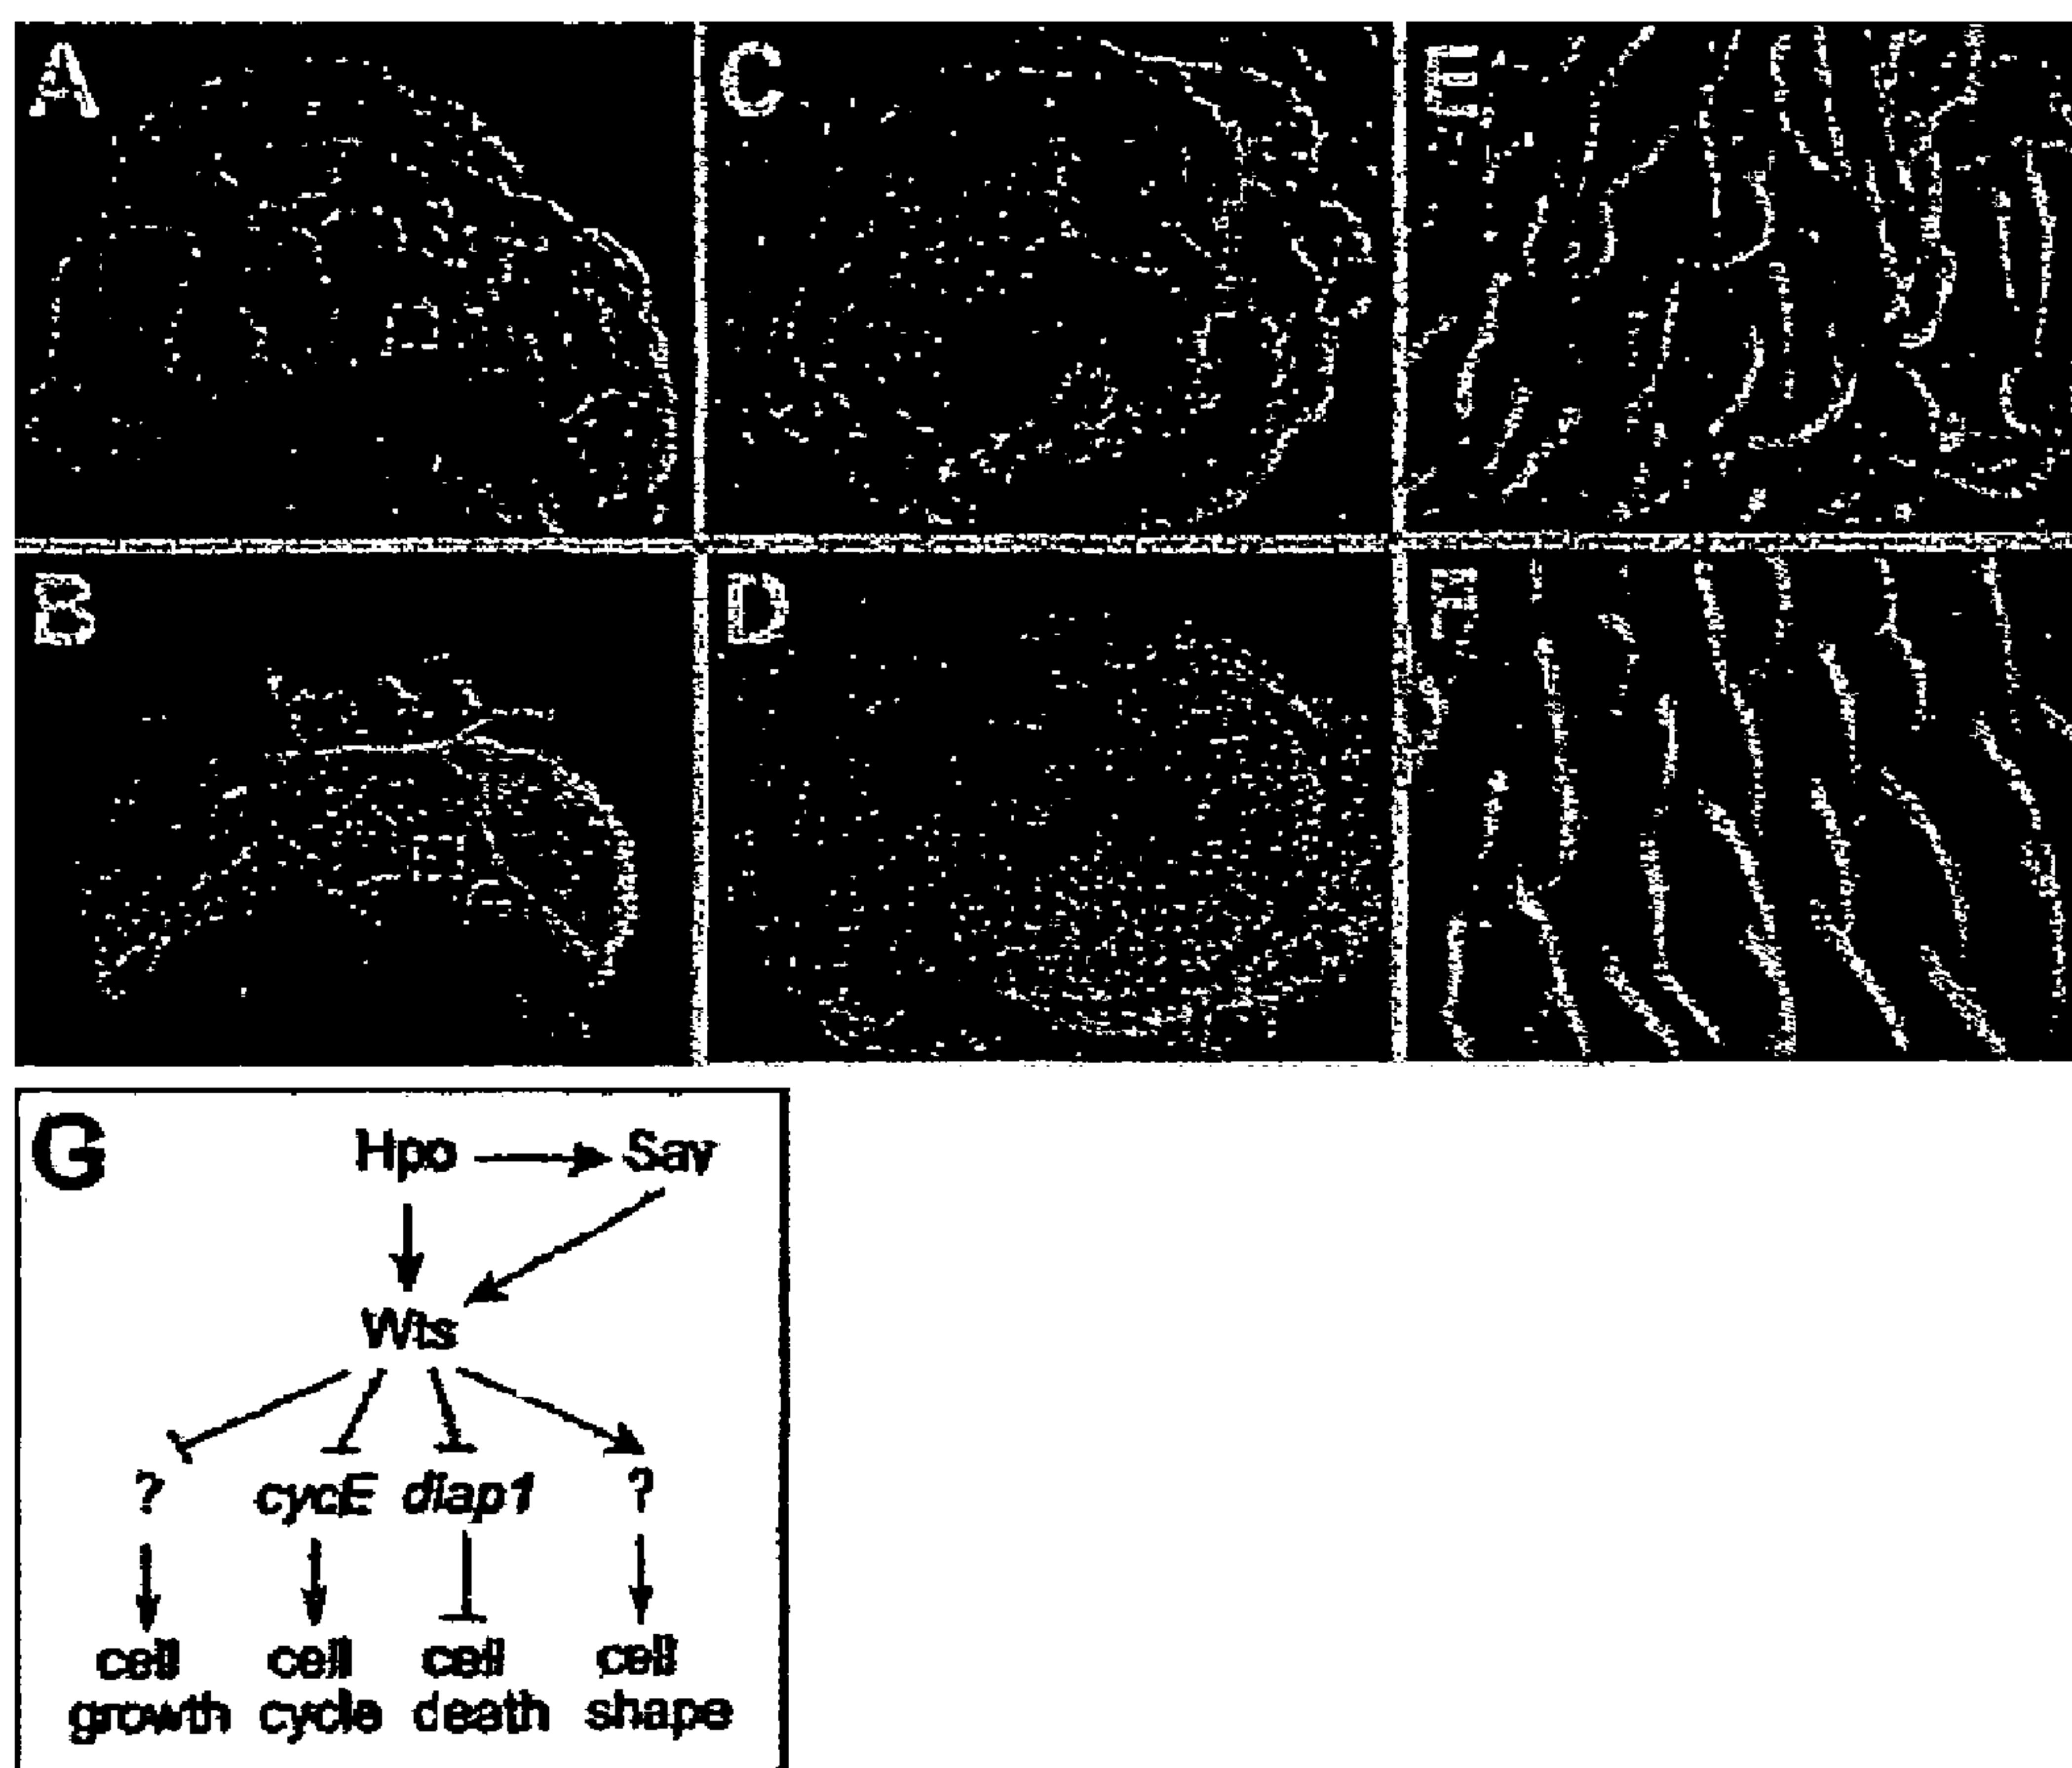 A
C
E
B
D
F
G
Hpo Sav
Wts
? cycE diap1 ?
cell cell cell cell
growth cycle death shape